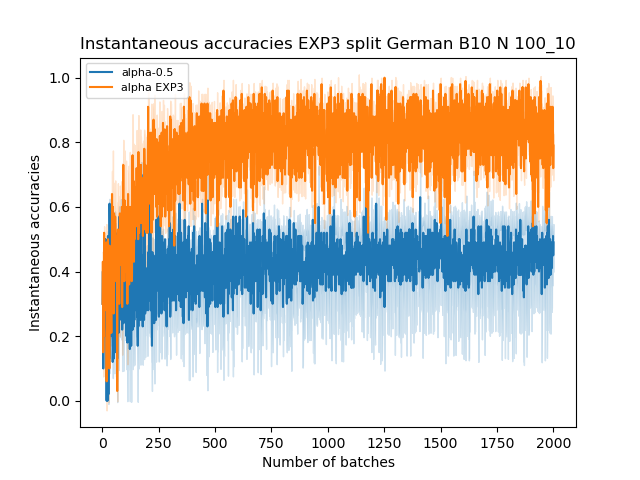 Instantaneous accuracies EXP3 split German B10 N 100_10
alpha-0.5
alpha EXP3
1.0
0.8
0.6
0.4
0.2
0.0
Instantaneous accuracies
0 250 500 750 1000 1250 1500 1750 2000
Number of batches